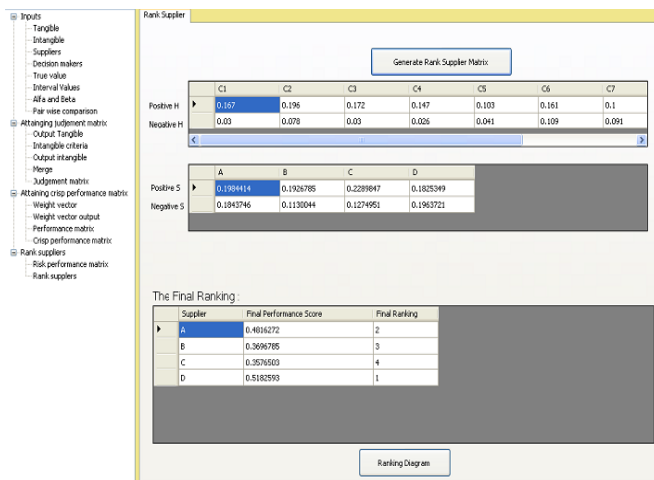 Inputs
Tangible
Intangible
Suppliers
Decision makers
True value
Interval Values
Alfa and Beta
Pair wise comparison
Attainging judjement matrix
Output Tangible
Intangible criteria
Output intangible
Merge
Judgement matrix
Attaining crisp performance matrix
Weight vector
Weight vector output
Performance matrix
Crisp performance matrix
Rank suppliers
Risk performance matrix
Rank suppliers
Rank Supplier
Generate Rank Supplier Matrix
C1 C2 C3 C4 C5 C6 C7
Positive H 0.167 0.196 0.172 0.147 0.103 0.161 0.1
Negative H 0.03 0.078 0.03 0.026 0.041 0.109 0.091
A B C D
Positive S 0.1984414 0.1926785 0.2289847 0.1825349
Negative S 0.1843746 0.1130044 0.1274951 0.1963721
The Final Ranking :
Supplier Final Performance Score Final Ranking
A 0.4816272 2
B 0.3696785 3
C 0.3576503 4
D 0.5182593 1
Ranking Diagram